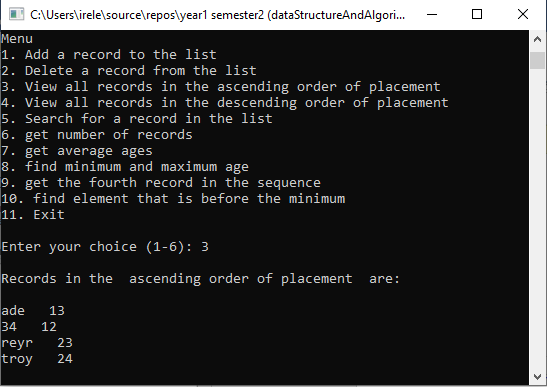 C:\Users\irele\source\repos\year1 semester2 (dataStructureAndAlgori...
Menu
1. Add a record to the list
2. Delete a record from the list
3. View all records in the ascending order of placement
4. View all records in the descending order of placement
5. Search for a record in the list
6. get number of records
7. get average ages
8. find minimum and maximum age
9. get the fourth record in the sequence
10. find element that is before the minimum
11. Exit
Enter your choice (1-6): 3
Records in the  ascending order of placement  are:
ade   13
34   12
reyr   23
troy   24